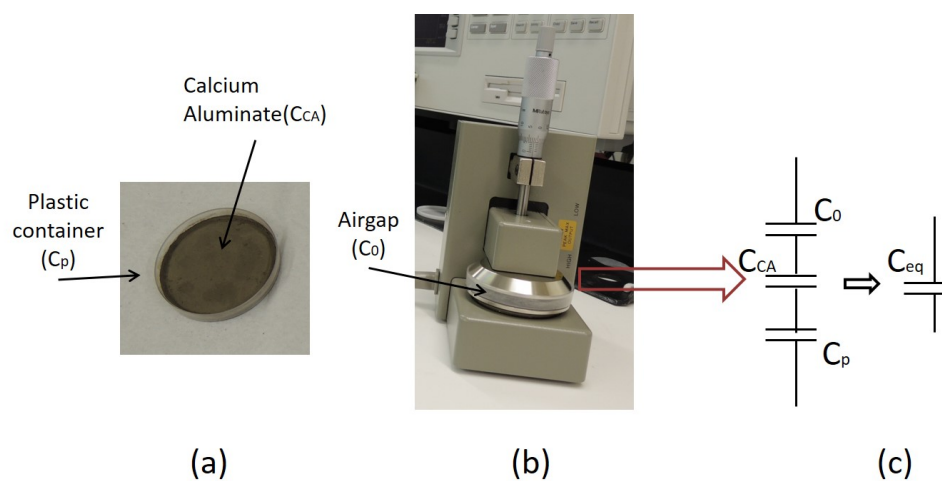 Calcium
Aluminate(CCA)
Plastic
container
(Cp)
Airgap
(C0)
C0
CCA
Ceq
Cp
(a)
(b)
(c)